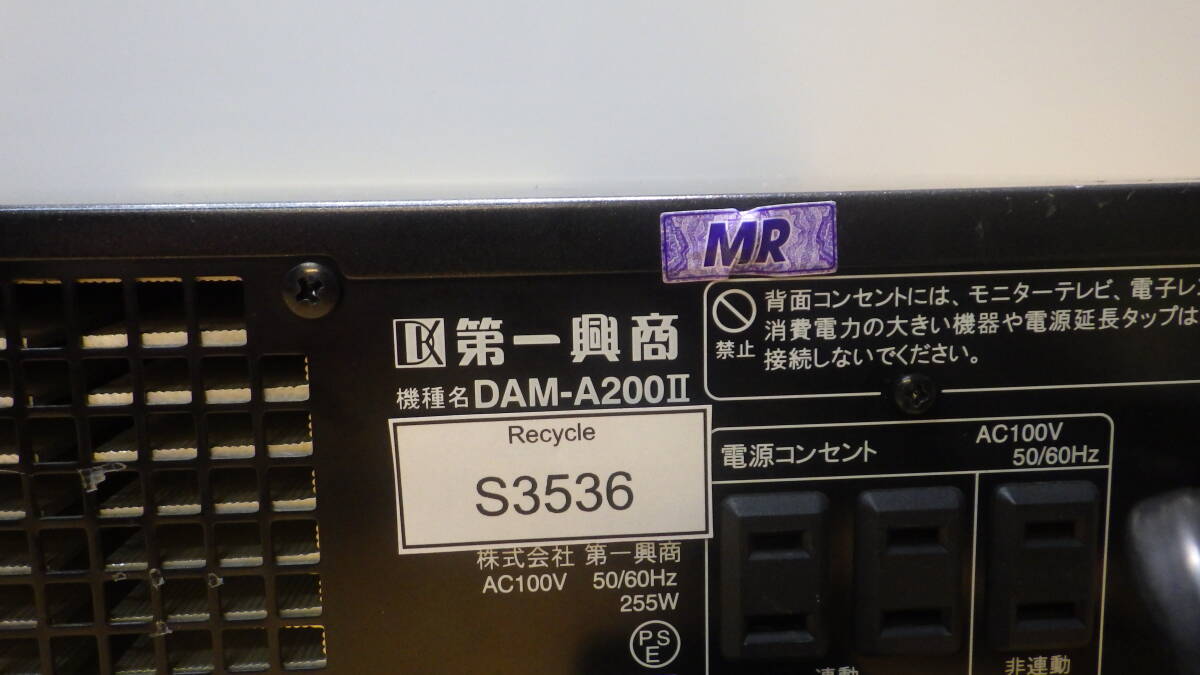 MR
DK 第一興商
機種名 DAM-A200Ⅱ
Recycle
S3536
株式会社 第一興商
AC100V 50/60Hz
255W
PSE
禁止
背面コンセントには、モニターテレビ、電子レン
消費電力の大きい機器や電源延長タップは
接続しないでください。
電源コンセント
AC100V
50/60Hz
連動
非連動